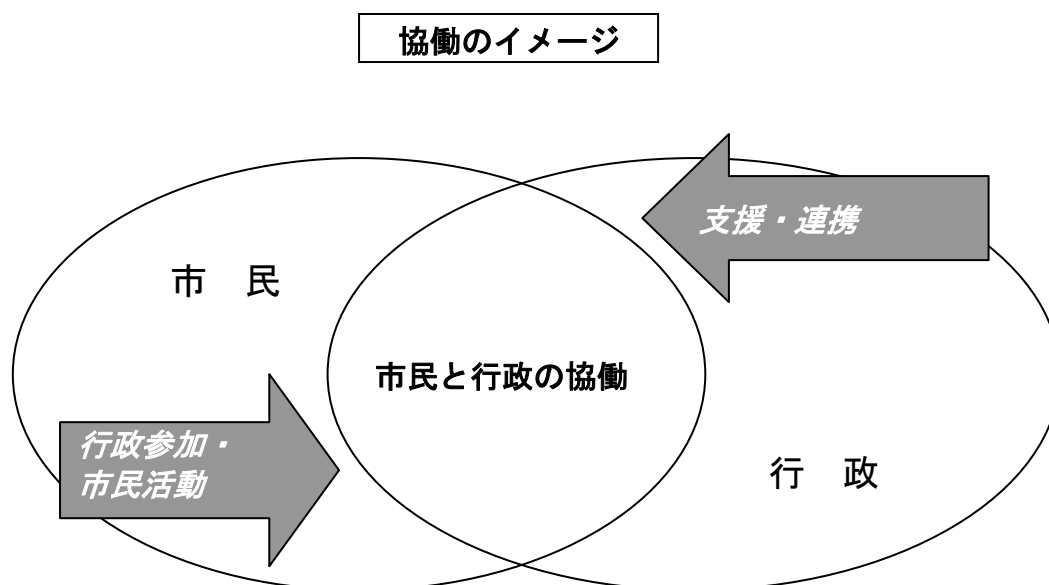 協働のイメージ
支援・連携
市　民
市民と行政の協働
行政参加・
市民活動
行　政